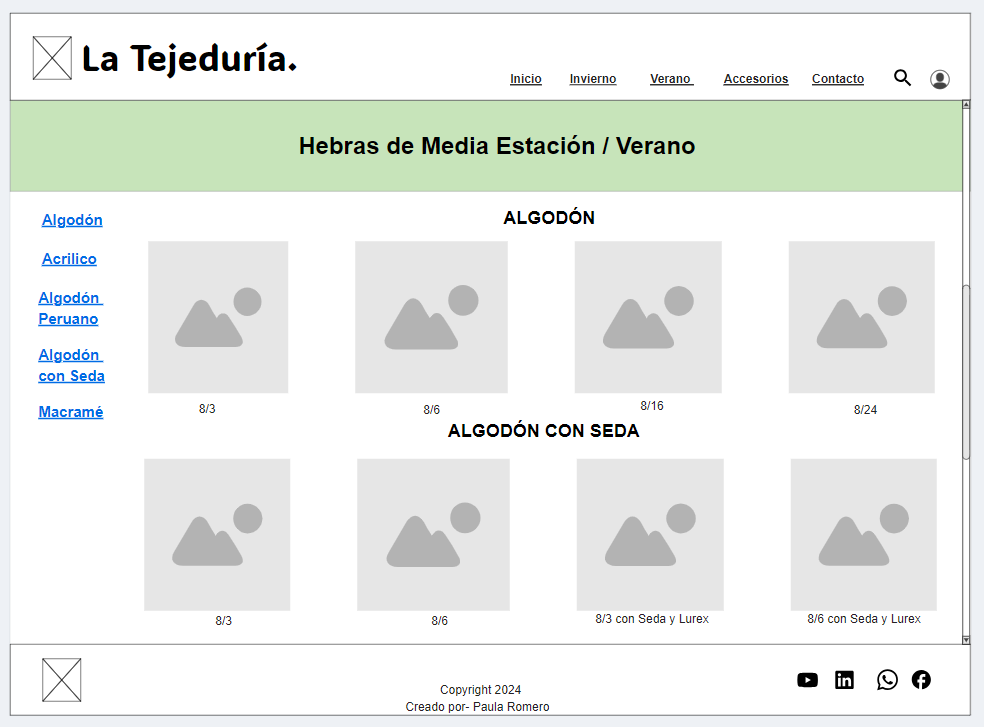 La Tejeduría.
Inicio Invierno Verano Accesorios Contacto
Hebras de Media Estación / Verano
Algodón
Acrilico
Algodón
Peruano
Algodón
con Seda
Macramé
ALGODÓN
8/3 8/6 8/16 8/24
ALGODÓN CON SEDA
8/3 8/6 8/3 con Seda y Lurex 8/6 con Seda y Lurex
Copyright 2024
Creado por- Paula Romero